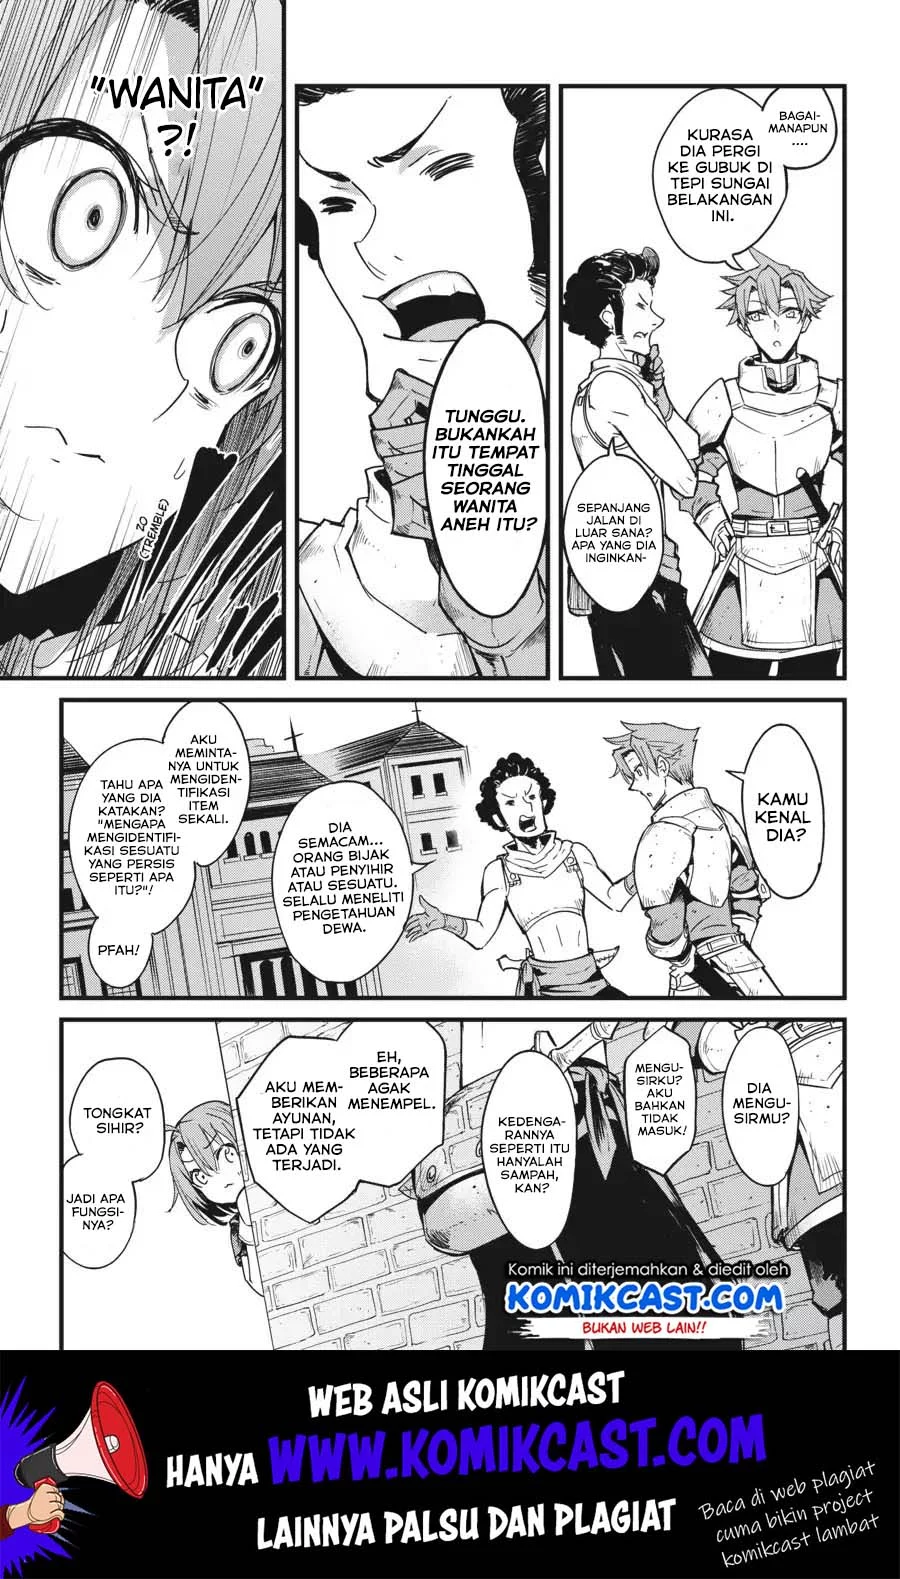 BAGAI-
MANAPUN
....
KURASA
DIA PERGI
KE GUBUK DI
TEPI SUNGAI
BELAKANGAN
INI.
SEPANJANG
JALAN DI
LUAR SANA?
APA YANG DIA
INGINKAN-
TUNGGU.
BUKANKAH
ITU TEMPAT
TINGGAL
SEORANG
WANITA
ANEH ITU?
"WANITA"
?!
ZO
(TREMBLE)
KAMU
KENAL
DIA?
DIA
SEMACAM...
ORANG BIJAK
ATAU PENYIHIR
ATAU SESUATU.
SELALU MENELITI
PENGETAHUAN
DEWA.
AKU
MEMINTA-
NYA UNTUK
MENGIDEN-
TIFIKASI
ITEM
SEKALI.
TAHU APA
YANG DIA
KATAKAN?
"MENGAPA
MENGIDENTIFI-
KASI SESUATU
YANG PERSIS
SEPERTI APA
ITU?"!
PFAH!
DIA
MENGU-
SIRMU?
MENGU-
SIRKU?
AKU
BAHKAN
TIDAK
MASUK!
KEDENGA-
RANNYA
SEPERTI ITU
HANYALAH
SAMPAH,
KAN?
EH,
BEBERAPA
AGAK
MENEMPEL.
AKU MEM-
BERIKAN
AYUNAN,
TETAPI TIDAK
ADA YANG
TERJADI.
TONGKAT
SIHIR?
JADI APA
FUNGSI-
NYA?
Komik ini diterjemahkan & diedit oleh
KOMIKCAST.COM
BUKAN WEB LAIN!!
WEB ASLI KOMIKCAST
HANYA WWW.KOMIKCAST.COM
LAINNYA PALSU DAN PLAGIAT
Baca di web plagiat
cuma bikin project
komikcast lambat